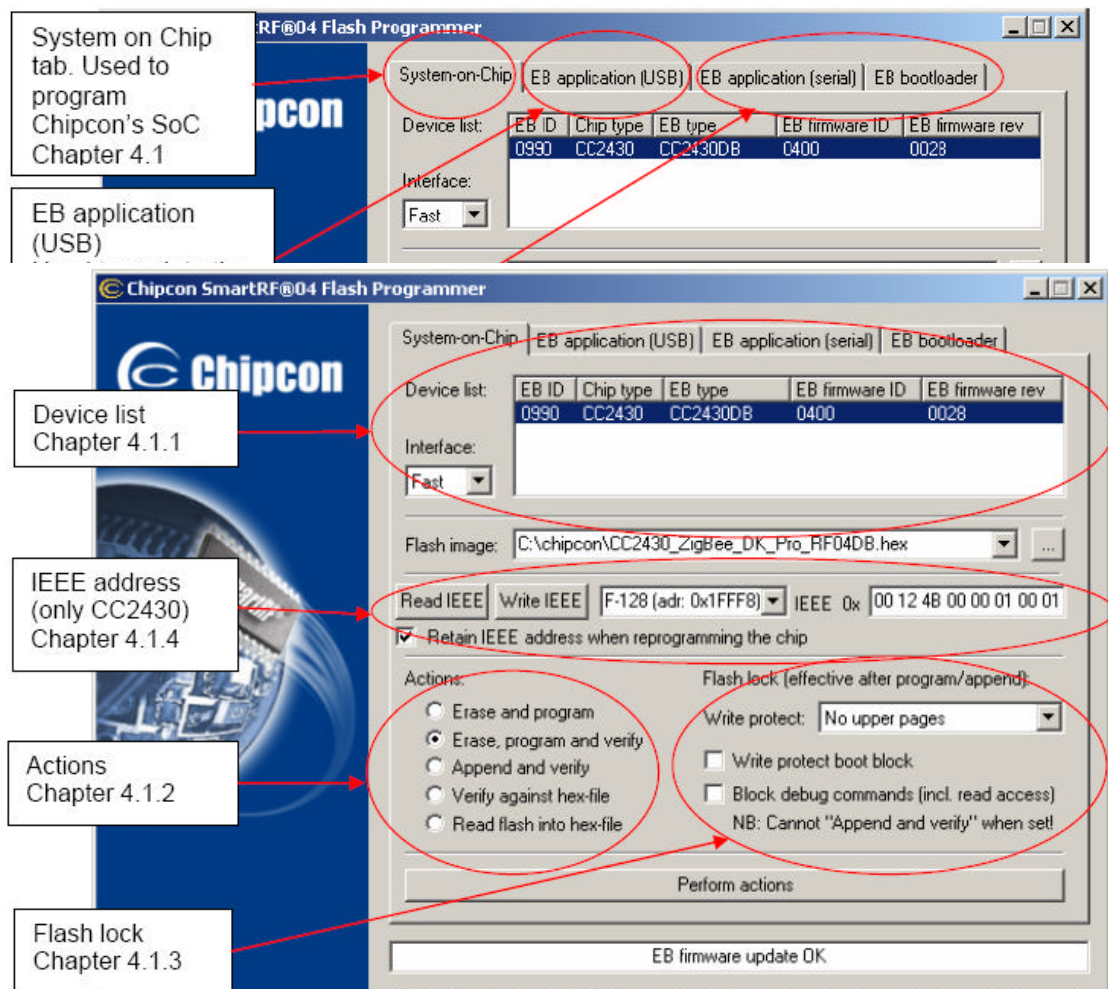 System on Chip
tab. Used to
program
Chipcon's SoC
Chapter 4.1
EB application
(USB)
RF®04 Flash Programmer
pcon
System-on-Chip EB application (USB) EB application (serial) EB bootloader
Device list: EB ID Chip type EB type EB firmware ID EB firmware rev
0990 CC2430 CC2430DB 0400 0028
Interface:
Fast
Chipcon SmartRF®04 Flash Programmer
Chipcon
System-on-Chip EB application (USB) EB application (serial) EB bootloader
Device list: EB ID Chip type EB type EB firmware ID EB firmware rev
0990 CC2430 CC2430DB 0400 0028
Interface:
Fast
Device list
Chapter 4.1.1
Flash image: C:\chipcon\CC2430_ZigBee_DK_Pro_RF04DB.hex ...
IEEE address
(only CC2430)
Chapter 4.1.4
Read IEEE Write IEEE F-128 (adr: 0x1FFF8) IEEE 0x 00 12 4B 00 00 01 00 01
Retain IEEE address when reprogramming the chip
Actions:
Erase and program
Erase, program and verify
Append and verify
Verify against hex-file
Read flash into hex-file
Flash lock (effective after program/append):
Write protect: No upper pages
Write protect boot block
Block debug commands (incl. read access)
NB: Cannot "Append and verify" when set!
Actions
Chapter 4.1.2
Perform actions
Flash lock
Chapter 4.1.3
EB firmware update OK